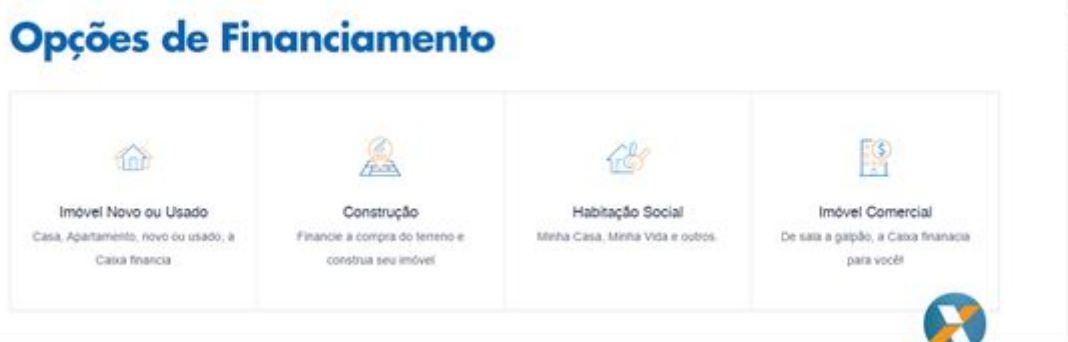 Opções de Financiamento
Imóvel Novo ou Usado
Casa, Apartamento, novo ou usado, a
Caixa financia
Construção
Financie a compra do terreno e
construa seu imóvel
Habitação Social
Minha Casa, Minha Vida e outros.
Imóvel Comercial
De sala a galpão, a Caixa finanacia
para você!